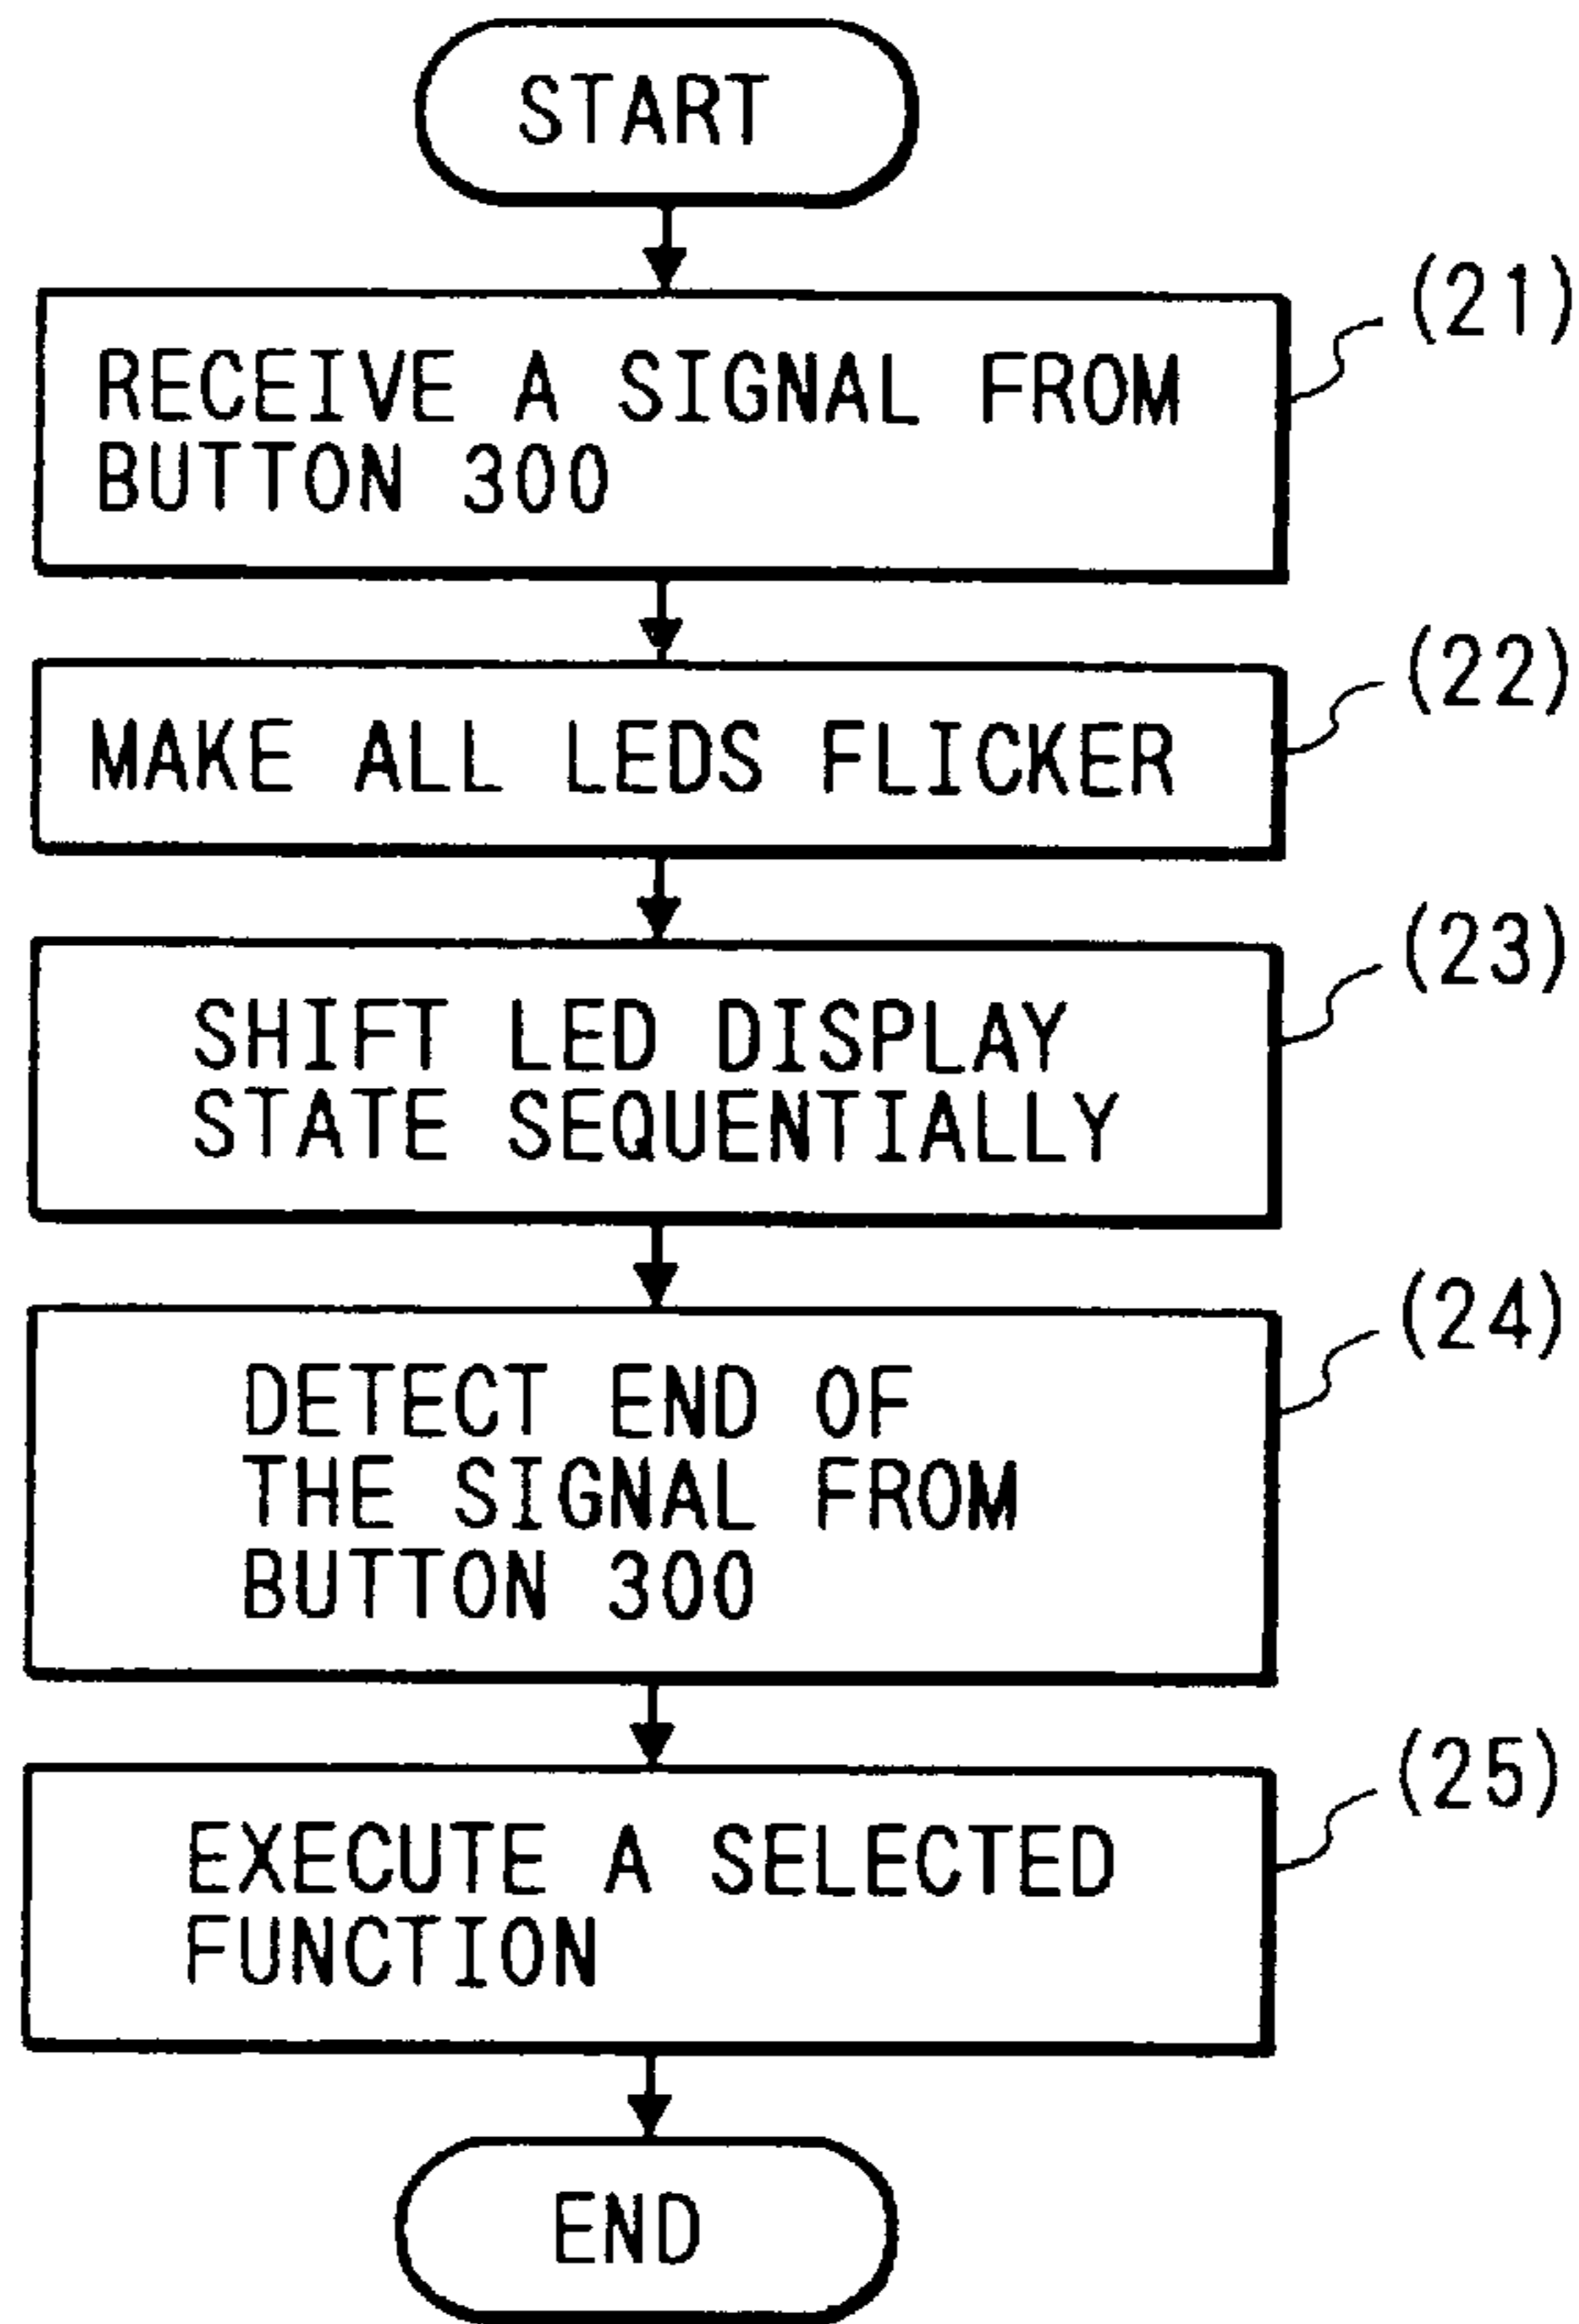 START
(21)
RECEIVE A SIGNAL FROM
BUTTON 300
(22)
MAKE ALL LEDS FLICKER
(23)
SHIFT LED DISPLAY
STATE SEQUENTIALLY
(24)
DETECT END OF
THE SIGNAL FROM
BUTTON 300
(25)
EXECUTE A SELECTED
FUNCTION
END